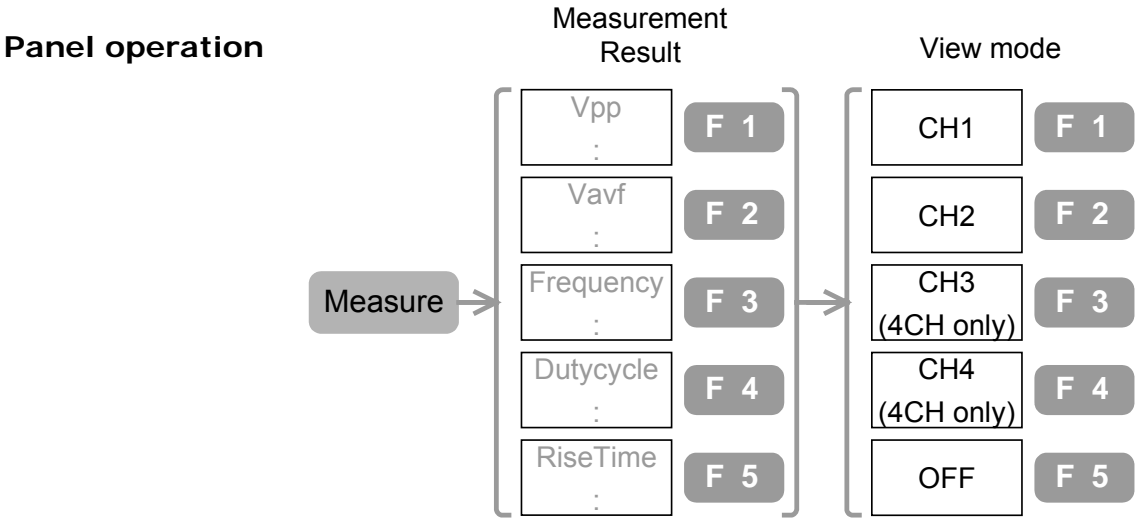 Panel operation
Measurement
Result
View mode
Vpp
:
F 1
CH1
F 1
Vavf
:
F 2
CH2
F 2
Measure
Frequency
:
F 3
CH3
(4CH only)
F 3
Dutycycle
:
F 4
CH4
(4CH only)
F 4
RiseTime
:
F 5
OFF
F 5